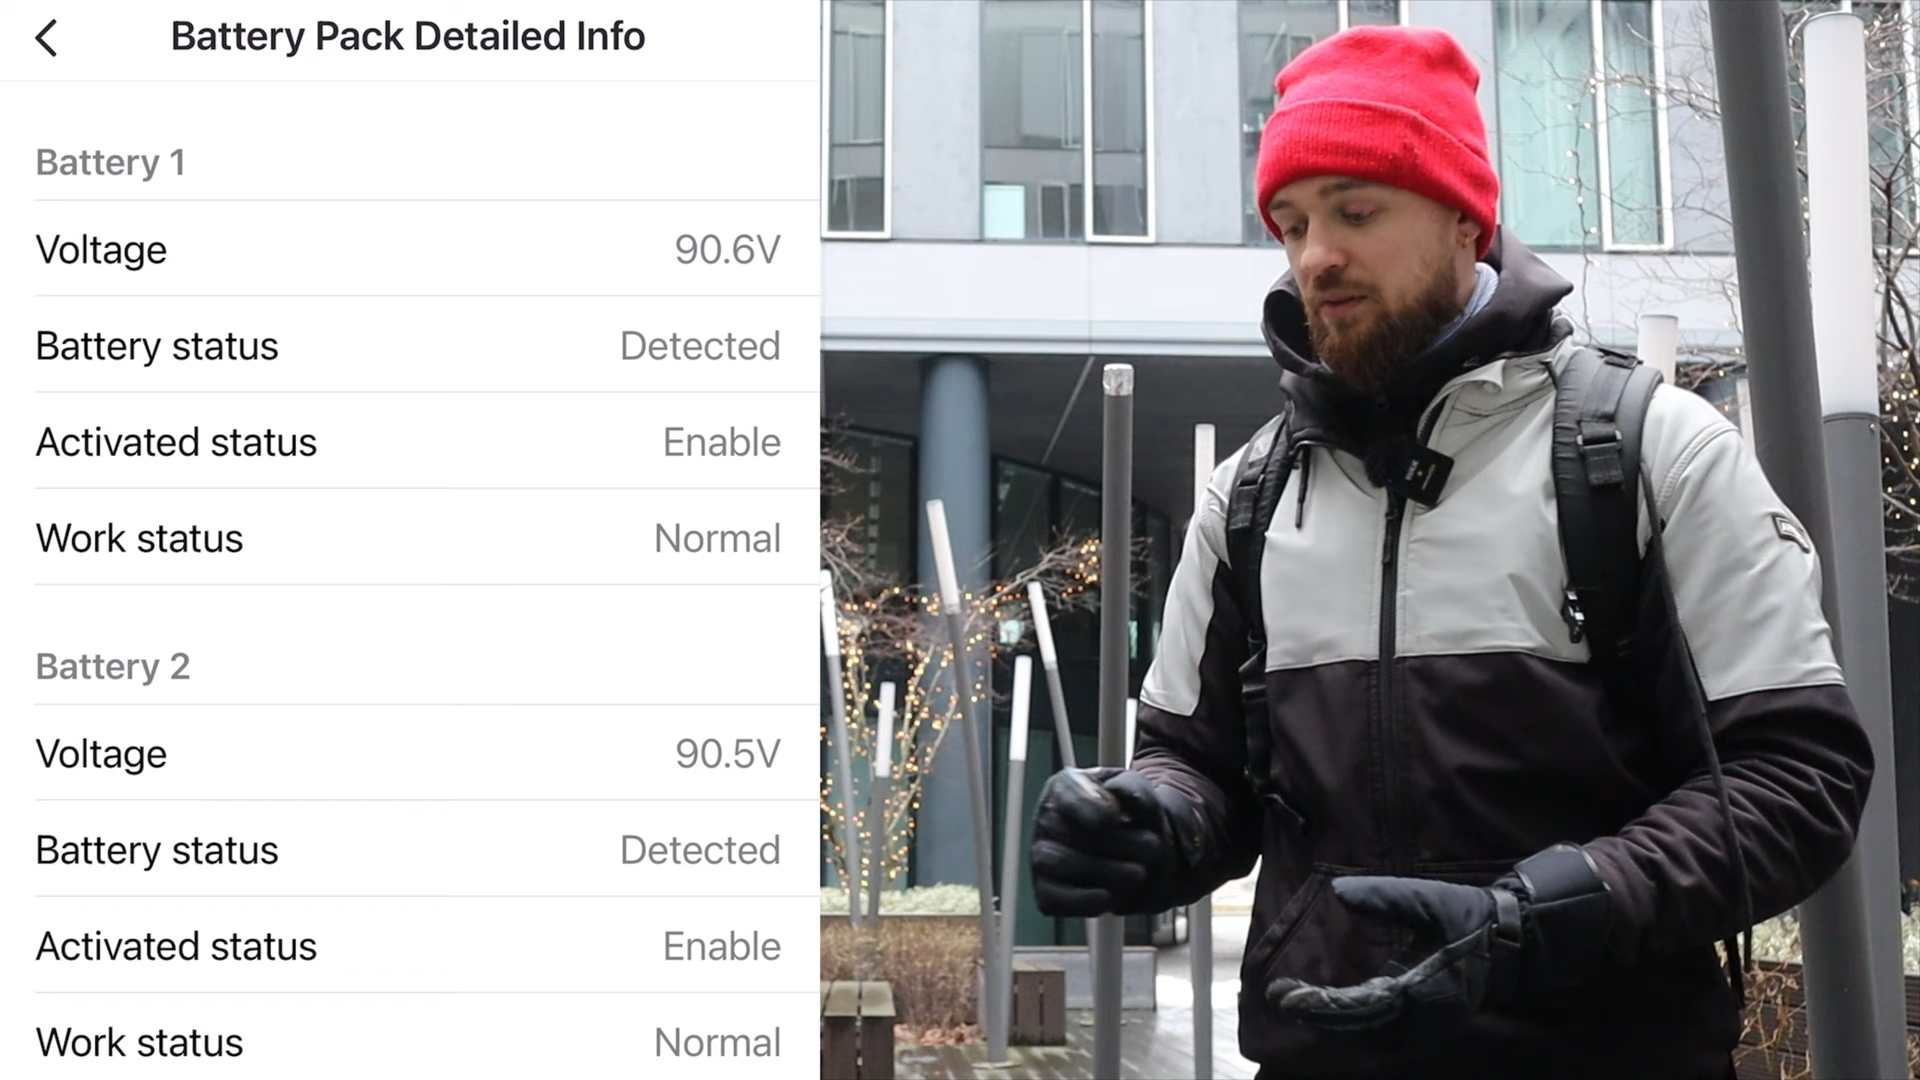 Battery Pack Detailed Info
Battery 1
Voltage 90.6V
Battery status Detected
Activated status Enable
Work status Normal
Battery 2
Voltage 90.5V
Battery status Detected
Activated status Enable
Work status Normal